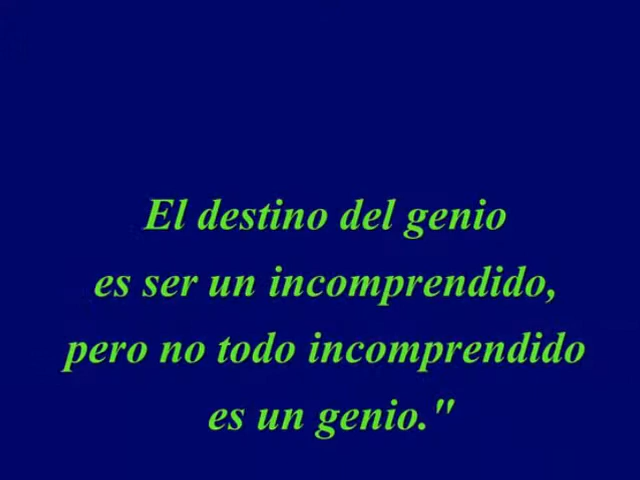 El destino del genio
es ser un incomprendido,
pero no todo incomprendido
es un genio."